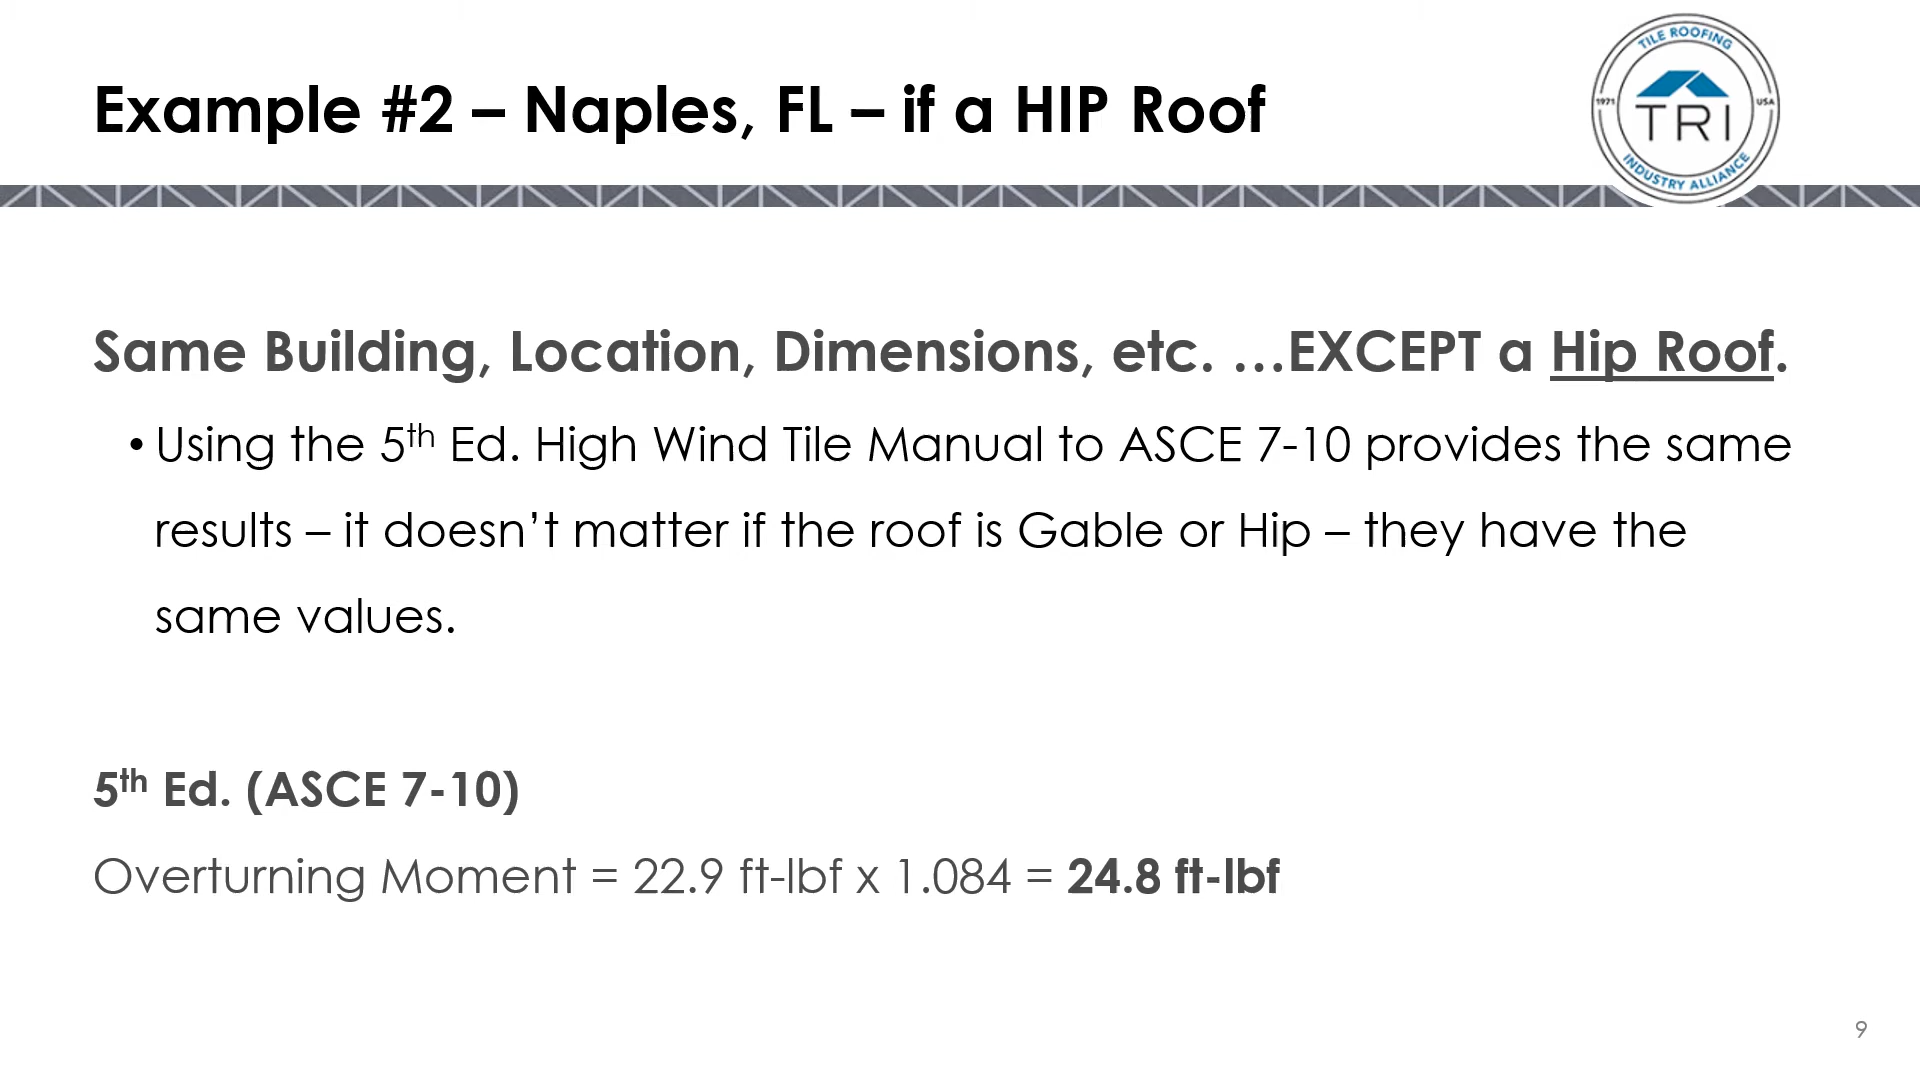 Example #2 – Naples, FL – if a HIP Roof
TILE ROOFING
1971
USA
TRI
INDUSTRY ALLIANCE
Same Building, Location, Dimensions, etc. …EXCEPT a Hip Roof.
• Using the 5th Ed. High Wind Tile Manual to ASCE 7-10 provides the same
results – it doesn’t matter if the roof is Gable or Hip – they have the
same values.
5th Ed. (ASCE 7-10)
Overturning Moment = 22.9 ft-lbf x 1.084 = 24.8 ft-lbf
9